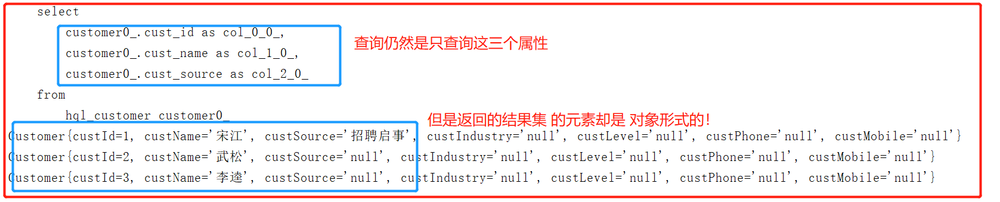 select
customer0_.cust_id as col_0_0_,
查询仍然是只查询这三个属性
customer0_.cust_name as col_1_0_,
customer0_.cust_source as col_2_0_
from
hql_customer customer0_
但是返回的结果集 的元素却是 对象形式的!
Customer{custId=1, custName='宋江', custSource='招聘启事', custIndustry='null', custLevel='null', custPhone='null', custMobile='null'}
Customer{custId=2, custName='武松', custSource='null', custIndustry='null', custLevel='null', custPhone='null', custMobile='null'}
Customer{custId=3, custName='李逵', custSource='null', custIndustry='null', custLevel='null', custPhone='null', custMobile='null'}